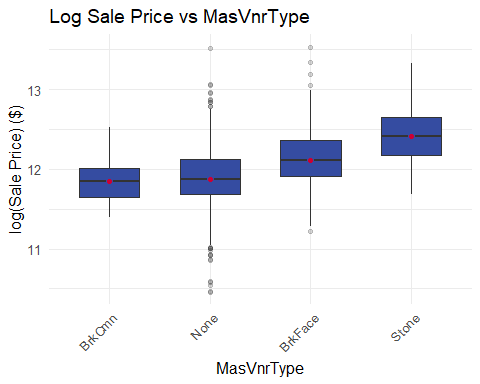 Log Sale Price vs MasVnrType
log(Sale Price) ($)
13
12
11
BrkCmn
None
BrkFace
Stone
MasVnrType